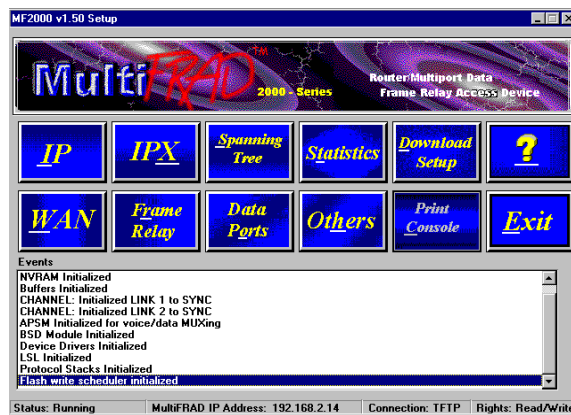 MF2000 v1.50 Setup
MultiFRAD
2000 - Series
Router/Multiport Data
Frame Relay Access Device
IP
IPX
Spanning
Tree
Statistics
Download
Setup
?
WAN
Frame
Relay
Data
Ports
Others
Print
Console
Exit
Events
NVRAM Initialized
Buffers Initialized
CHANNEL: Initialized LINK 1 to SYNC
CHANNEL: Initialized LINK 2 to SYNC
APSM Initialized for voice/data MUXing
BSD Module Initialized
Device Drivers Initialized
LSL Initialized
Protocol Stacks Initialized
Flash write scheduler initialized
Status: Running MultiFRAD IP Address: 192.168.2.14 Connection: TFTP Rights: Read/Write